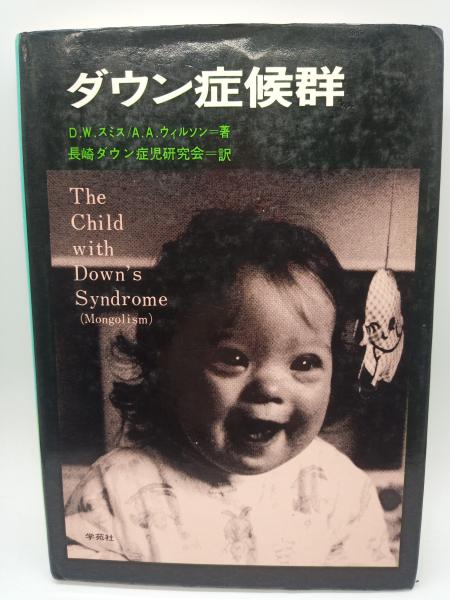 ダウン症候群
D.W.スミス/A.A.ウィルソン=著
長崎ダウン症児研究会=訳
The
Child
with
Down's
Syndrome
(Mongolism)
学苑社